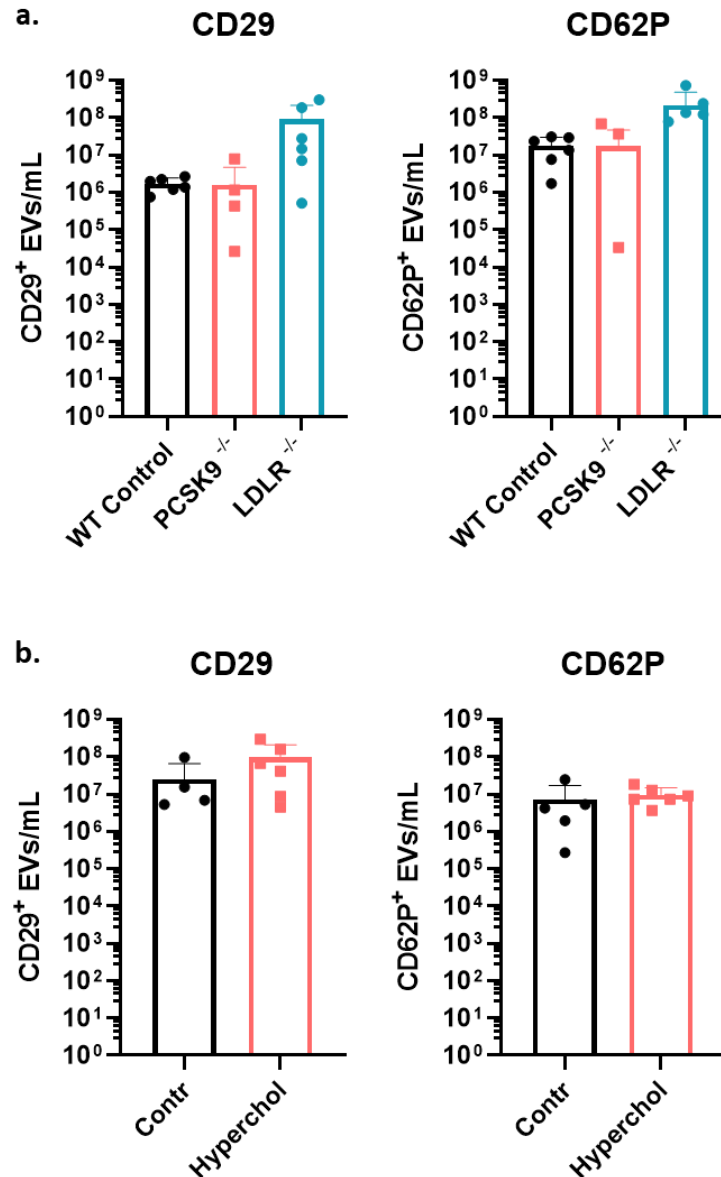 a.
CD29
CD29⁺ EVs/mL
10⁹
10⁸
10⁷
10⁶
10⁵
10⁴
10³
10²
10¹
10⁰
WT Control
PCSK9 ⁻/⁻
LDLR ⁻/⁻
CD62P
CD62P⁺ EVs/mL
10⁹
10⁸
10⁷
10⁶
10⁵
10⁴
10³
10²
10¹
10⁰
WT Control
PCSK9 ⁻/⁻
LDLR ⁻/⁻
b.
CD29
CD29⁺ EVs/mL
10⁹
10⁸
10⁷
10⁶
10⁵
10⁴
10³
10²
10¹
10⁰
Contr
Hyperchol
CD62P
CD62P⁺ EVs/mL
10⁹
10⁸
10⁷
10⁶
10⁵
10⁴
10³
10²
10¹
10⁰
Contr
Hyperchol